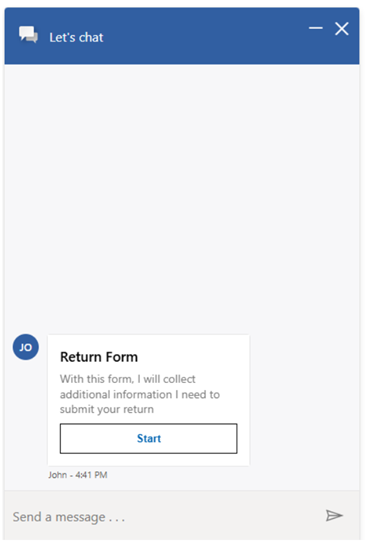 Let's chat
JO
Return Form
With this form, I will collect
additional information I need to
submit your return
Start
John - 4:41 PM
Send a message . . .